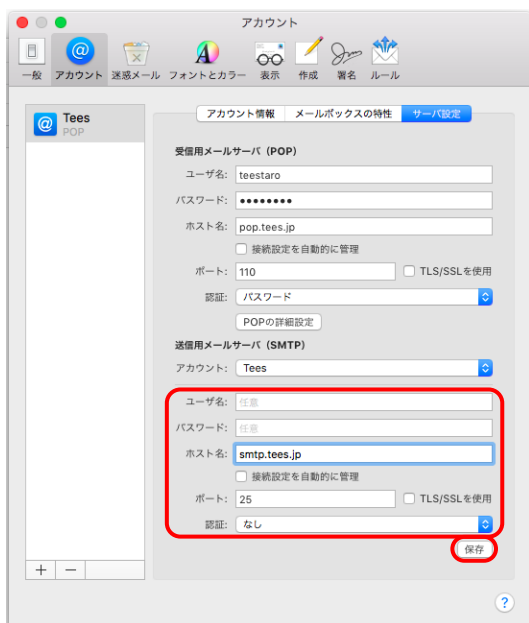 アカウント
一般 アカウント 迷惑メール フォントとカラー 表示 作成 署名 ルール
Tees
POP
アカウント情報 メールボックスの特性 サーバ設定
受信用メールサーバ（POP）
ユーザ名: teestaro
パスワード: ●●●●●●●●
ホスト名: pop.tees.jp
接続設定を自動的に管理
ポート: 110 TLS/SSLを使用
認証: パスワード
POPの詳細設定
送信用メールサーバ（SMTP）
アカウント: Tees
ユーザ名: 任意
パスワード: 任意
ホスト名: smtp.tees.jp
接続設定を自動的に管理
ポート: 25 TLS/SSLを使用
認証: なし
保存
+ −
?